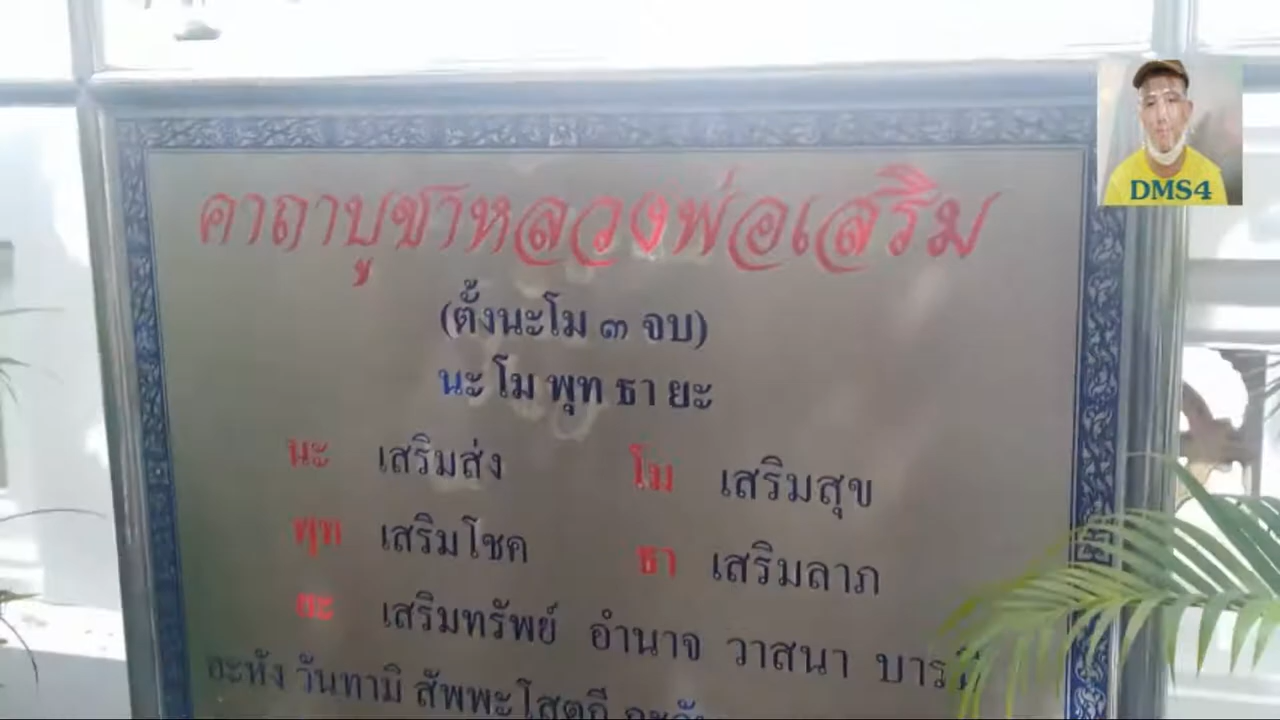 คาถาบูชาหลวงพ่อเสริม
(ตั้งนะโม ๓ จบ)
นะ โม พุท ธา ยะ
นะ เสริมส่ง โม เสริมสุข
พุท เสริมโชค ธา เสริมลาภ
ยะ เสริมทรัพย์ อำนาจ วาสนา บารมี
อะหัง วันทามิ สัพพะโสตถี
DMS4